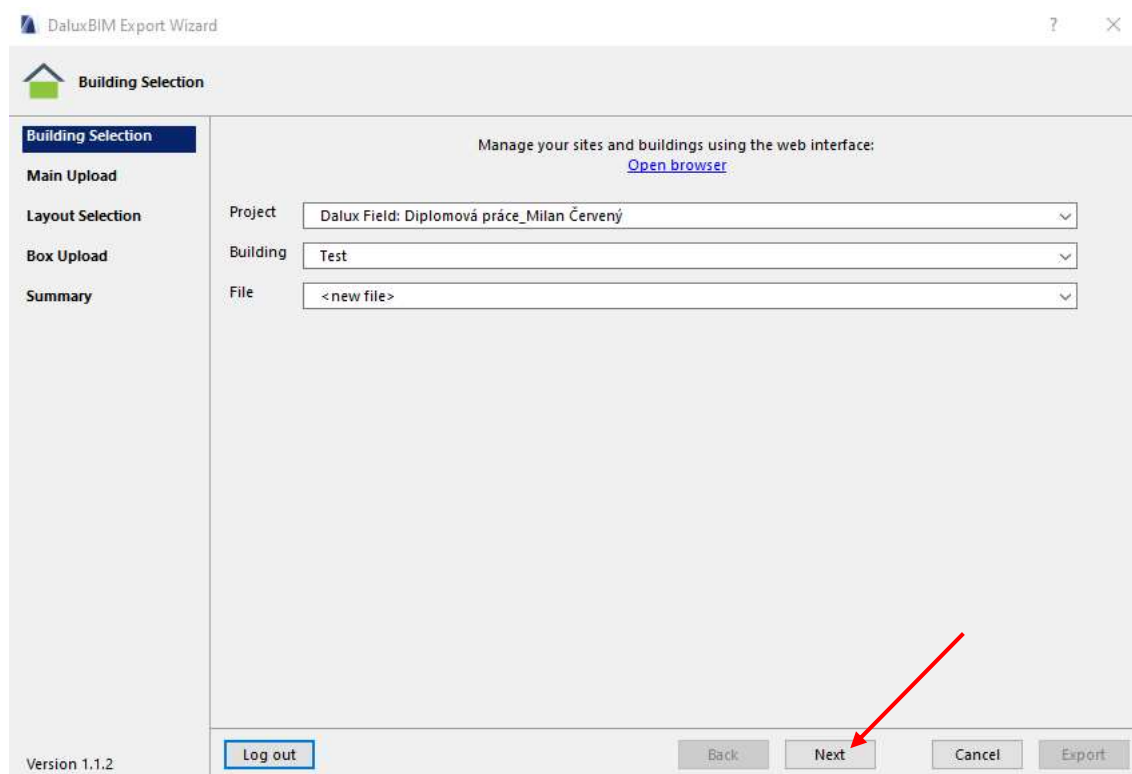 DaluxBIM Export Wizard
?
Building Selection
Building Selection
Main Upload
Layout Selection
Box Upload
Summary
Manage your sites and buildings using the web interface:
Open browser
Project Dalux Field: Diplomová práce_Milan Červený
Building Test
File <new file>
Version 1.1.2
Log out Back Next Cancel Export